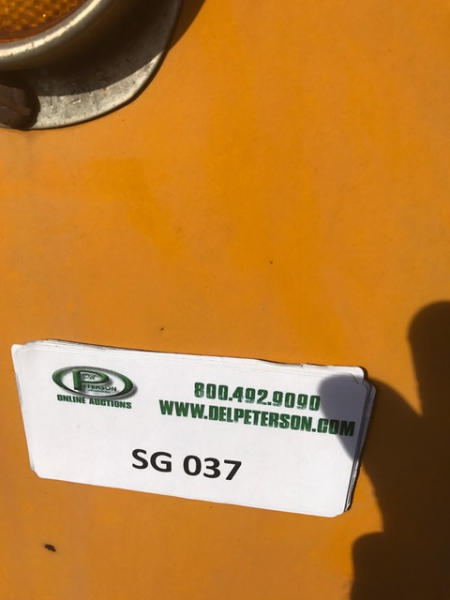 PETERSON
ONLINE AUCTIONS
800.492.9090
WWW.DELPETERSON.COM
SG 037